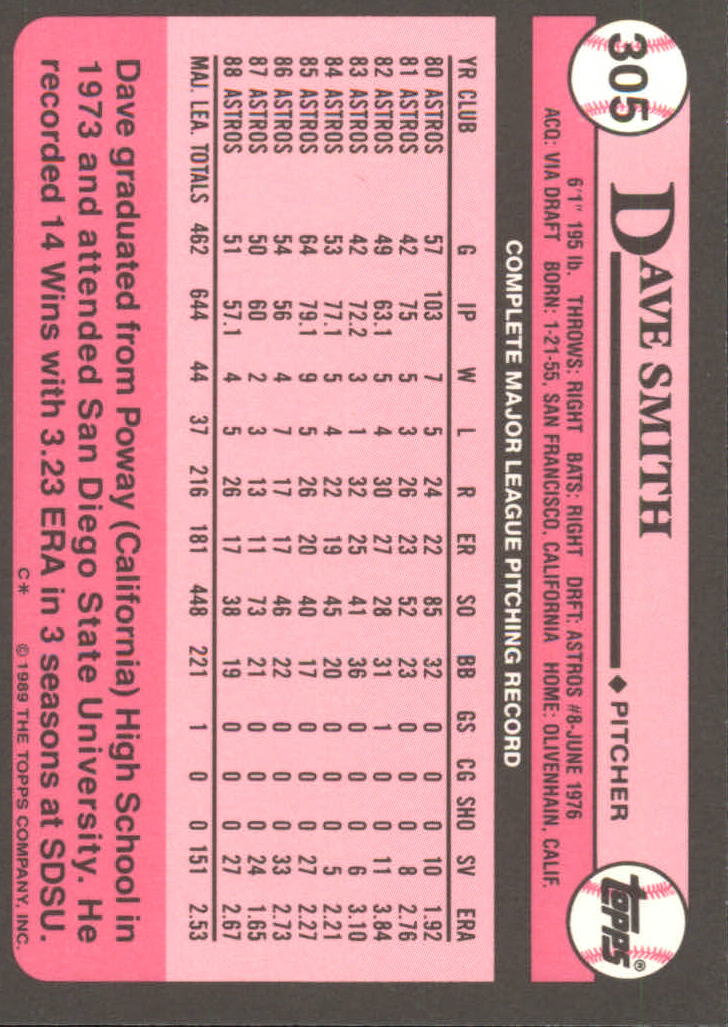 305
DAVE SMITH ◆ PITCHER
topps®
6'1" 195 lb. THROWS: RIGHT BATS: RIGHT DRFT: ASTROS #8-JUNE 1976
ACQ: VIA DRAFT BORN: 1-21-55, SAN FRANCISCO, CALIFORNIA HOME: OLIVENHAIN, CALIF.
COMPLETE MAJOR LEAGUE PITCHING RECORD
YR CLUB G IP W L R ER SO BB GS CG SHO SV ERA
80 ASTROS 57 103 7 5 24 22 85 32 0 0 0 10 1.92
81 ASTROS 42 75 5 3 26 23 52 23 0 0 0 8 2.76
82 ASTROS 49 63.1 5 4 30 27 28 31 1 0 0 11 3.84
83 ASTROS 42 72.2 3 1 32 25 41 36 0 0 0 6 3.10
84 ASTROS 53 77.1 5 4 22 19 45 20 0 0 0 5 2.21
85 ASTROS 64 79.1 9 5 26 20 40 17 0 0 0 27 2.27
86 ASTROS 54 56 4 7 17 17 46 22 0 0 0 33 2.73
87 ASTROS 50 60 2 3 13 11 73 21 0 0 0 24 1.65
88 ASTROS 51 57.1 4 5 26 17 38 19 0 0 0 27 2.67
MAJ. LEA. TOTALS 462 644 44 37 216 181 448 221 1 0 0 151 2.53
Dave graduated from Poway (California) High School in
1973 and attended San Diego State University. He
recorded 14 Wins with 3.23 ERA in 3 seasons at SDSU.
C* © 1989 THE TOPPS COMPANY, INC.